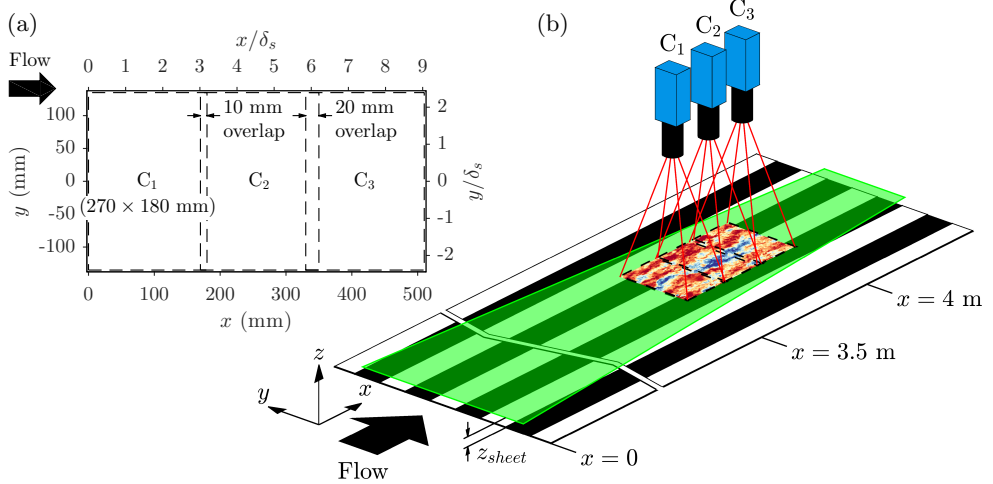 (a)
x/δs
Flow
0 1 2 3 4 5 6 7 8 9
100
50
0
-50
-100
y (mm)
10 mm
overlap
20 mm
overlap
C1
(270 × 180 mm)
C2
C3
2
1
0
-1
-2
y/δs
0 100 200 300 400 500
x (mm)
(b)
C1
C2
C3
x = 4 m
x = 3.5 m
x = 0
z
y
x
zsheet
Flow